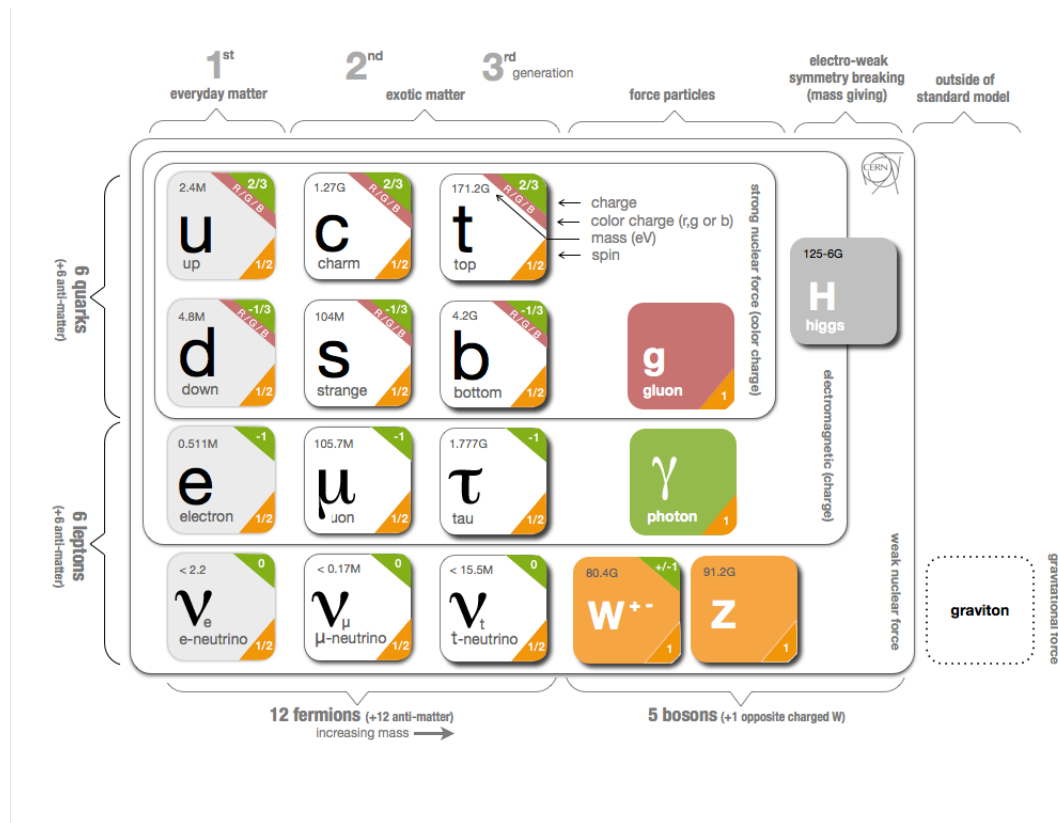 1st
everyday matter
2nd
3rd generation
exotic matter
force particles
electro-weak
symmetry breaking
(mass giving)
outside of
standard model
CERN
6 quarks
(+6 anti-matter)
2.4M
2/3
R/G/B
u
up
1/2
1.27G
2/3
R/G/B
c
charm
1/2
171.2G
2/3
R/G/B
t
top
1/2
charge
color charge (r,g or b)
mass (eV)
spin
strong nuclear force (color charge)
125-6G
H
higgs
4.8M
-1/3
R/G/B
d
down
1/2
104M
-1/3
R/G/B
s
strange
1/2
4.2G
-1/3
R/G/B
b
bottom
1/2
g
gluon
1
electromagnetic (charge)
6 leptons
(+6 anti-matter)
0.511M
-1
e
electron
1/2
105.7M
-1
μ
uon
1/2
1.777G
-1
τ
tau
1/2
γ
photon
1
weak nuclear force
< 2.2
0
νe
e-neutrino
1/2
< 0.17M
0
νμ
μ-neutrino
1/2
< 15.5M
0
νt
t-neutrino
1/2
80.4G
+/-1
W+-
1
91.2G
Z
1
graviton
gravitational force
12 fermions (+12 anti-matter)
increasing mass
5 bosons (+1 opposite charged W)